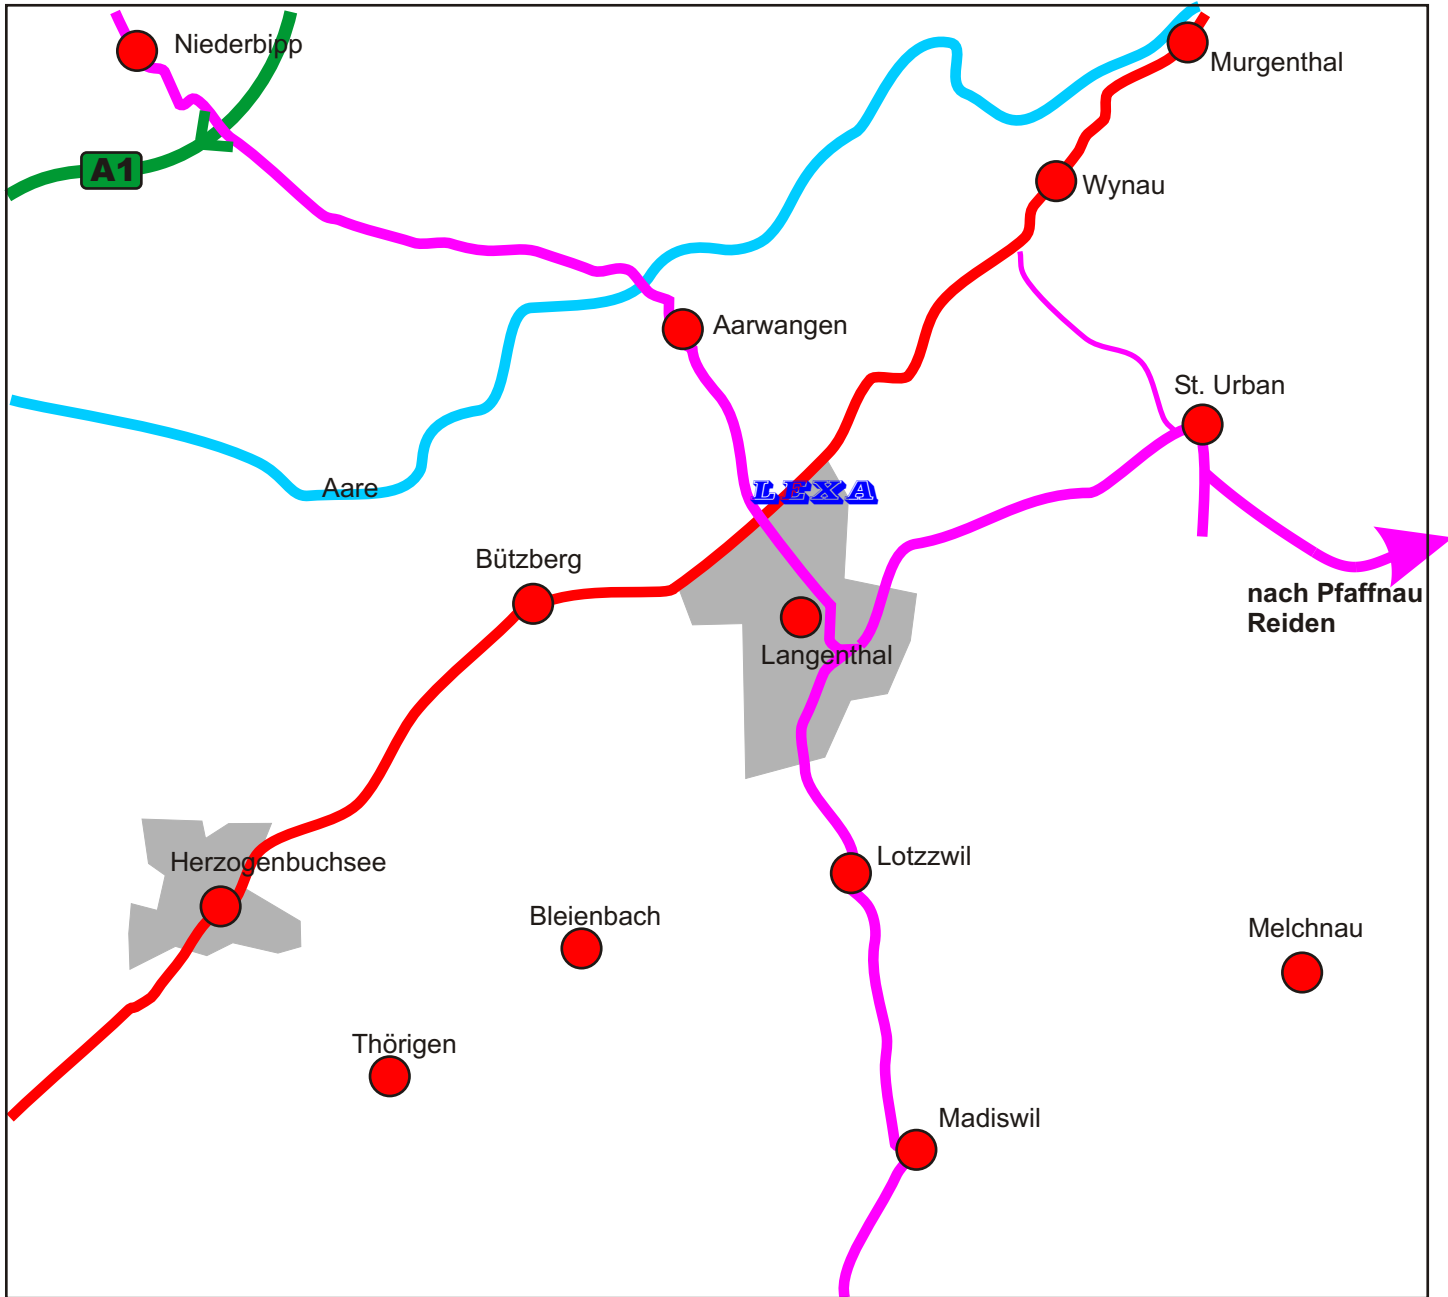 Niederbipp
Murgenthal
A1
Wynau
Aarwangen
St. Urban
Aare
LEXA
Bützberg
nach Pfaffnau
Reiden
Langenthal
Herzogenbuchsee
Lotzzwil
Bleienbach
Melchnau
Thörigen
Madiswil